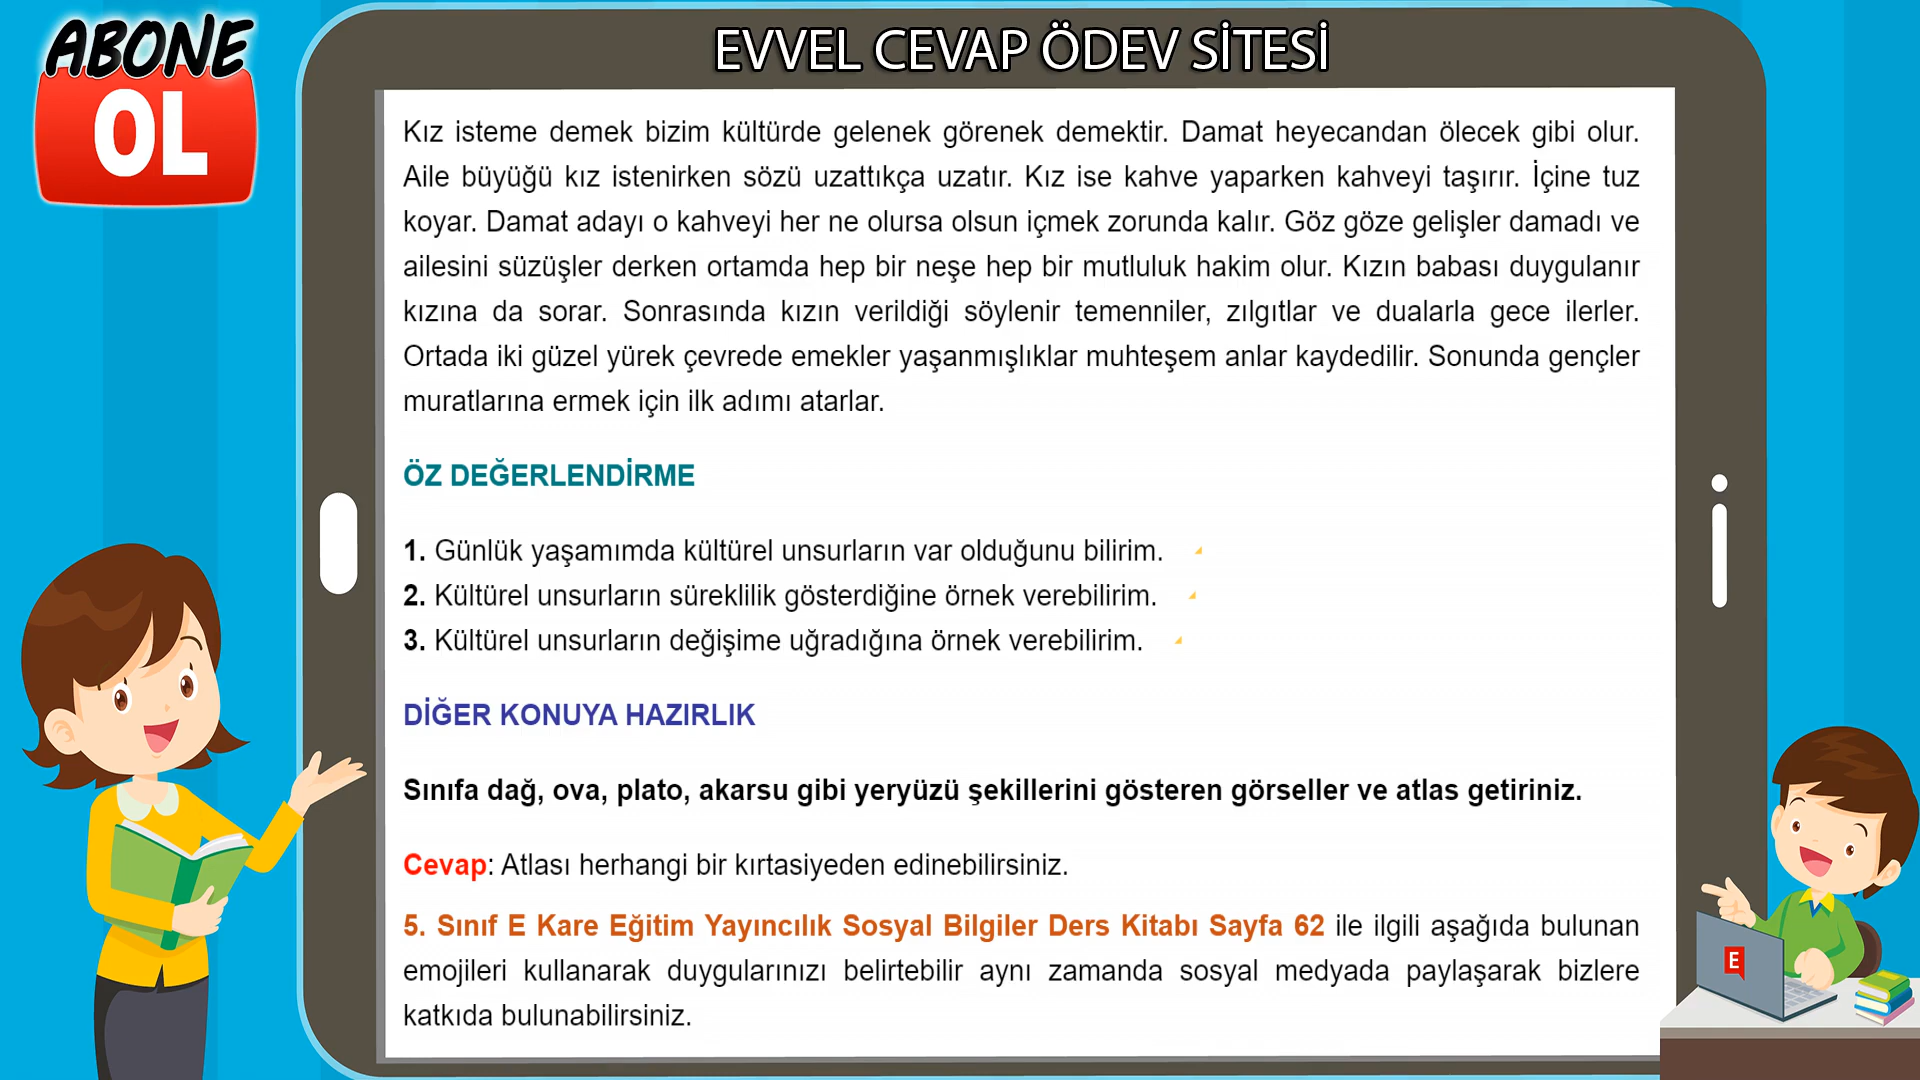 ABONE
OL
EVVEL CEVAP ÖDEV SİTESİ
Kız isteme demek bizim kültürde gelenek görenek demektir. Damat heyecandan ölecek gibi olur.
Aile büyüğü kız istenirken sözü uzattıkça uzatır. Kız ise kahve yaparken kahveyi taşırır. İçine tuz
koyar. Damat adayı o kahveyi her ne olursa olsun içmek zorunda kalır. Göz göze gelişler damadı ve
ailesini süzüşler derken ortamda hep bir neşe hep bir mutluluk hakim olur. Kızın babası duygulanır
kızına da sorar. Sonrasında kızın verildiği söylenir temenniler, zılgıtlar ve dualarla gece ilerler.
Ortada iki güzel yürek çevrede emekler yaşanmışlıklar muhteşem anlar kaydedilir. Sonunda gençler
muratlarına ermek için ilk adımı atarlar.
ÖZ DEĞERLENDİRME
1. Günlük yaşamımda kültürel unsurların var olduğunu bilirim.
2. Kültürel unsurların süreklilik gösterdiğine örnek verebilirim.
3. Kültürel unsurların değişime uğradığına örnek verebilirim.
DİĞER KONUYA HAZIRLIK
Sınıfa dağ, ova, plato, akarsu gibi yeryüzü şekillerini gösteren görseller ve atlas getiriniz.
Cevap: Atlası herhangi bir kırtasiyeden edinebilirsiniz.
5. Sınıf E Kare Eğitim Yayıncılık Sosyal Bilgiler Ders Kitabı Sayfa 62 ile ilgili aşağıda bulunan
emojileri kullanarak duygularınızı belirtebilir aynı zamanda sosyal medyada paylaşarak bizlere
katkıda bulunabilirsiniz.
E